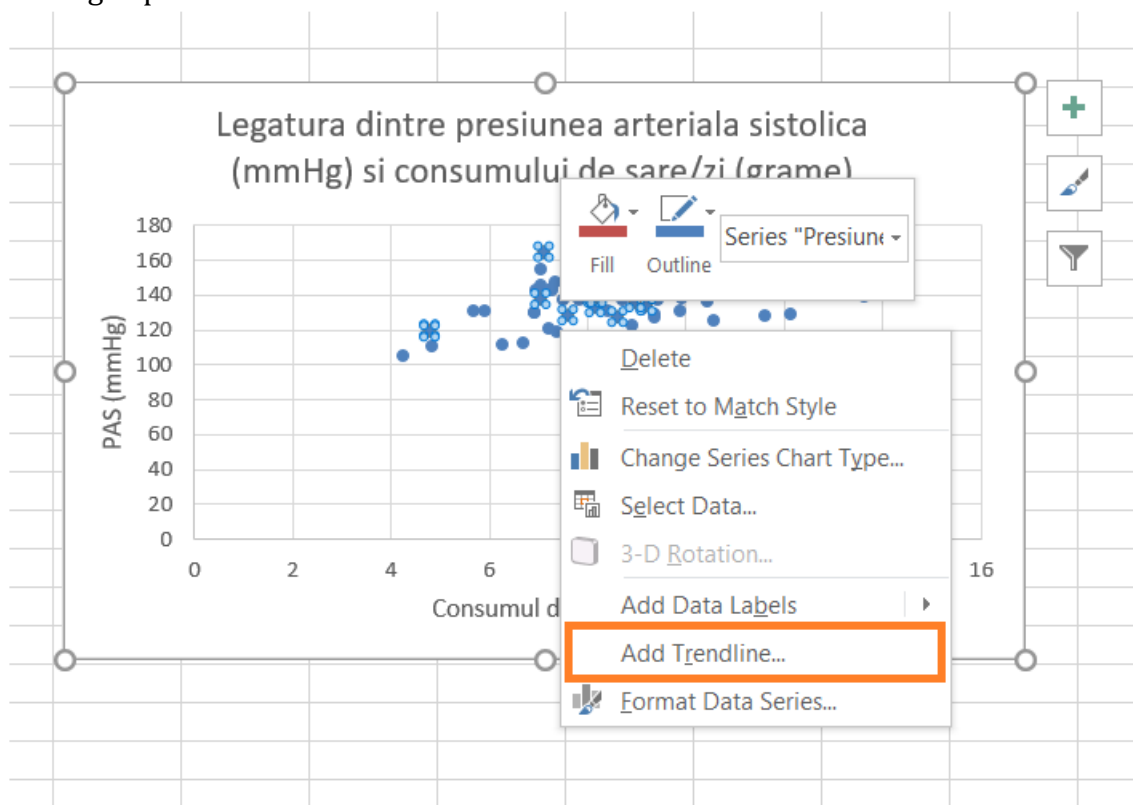 Legatura dintre presiunea arteriala sistolica
(mmHg) si consumului de sare/zi (grame)
Fill
Outline
Series "Presiune
180
160
140
120
100
80
60
40
20
0
PAS (mmHg)
0 2 4 6 16
Consumul d
Delete
Reset to Match Style
Change Series Chart Type...
Select Data...
3-D Rotation...
Add Data Labels
Add Trendline...
Format Data Series...